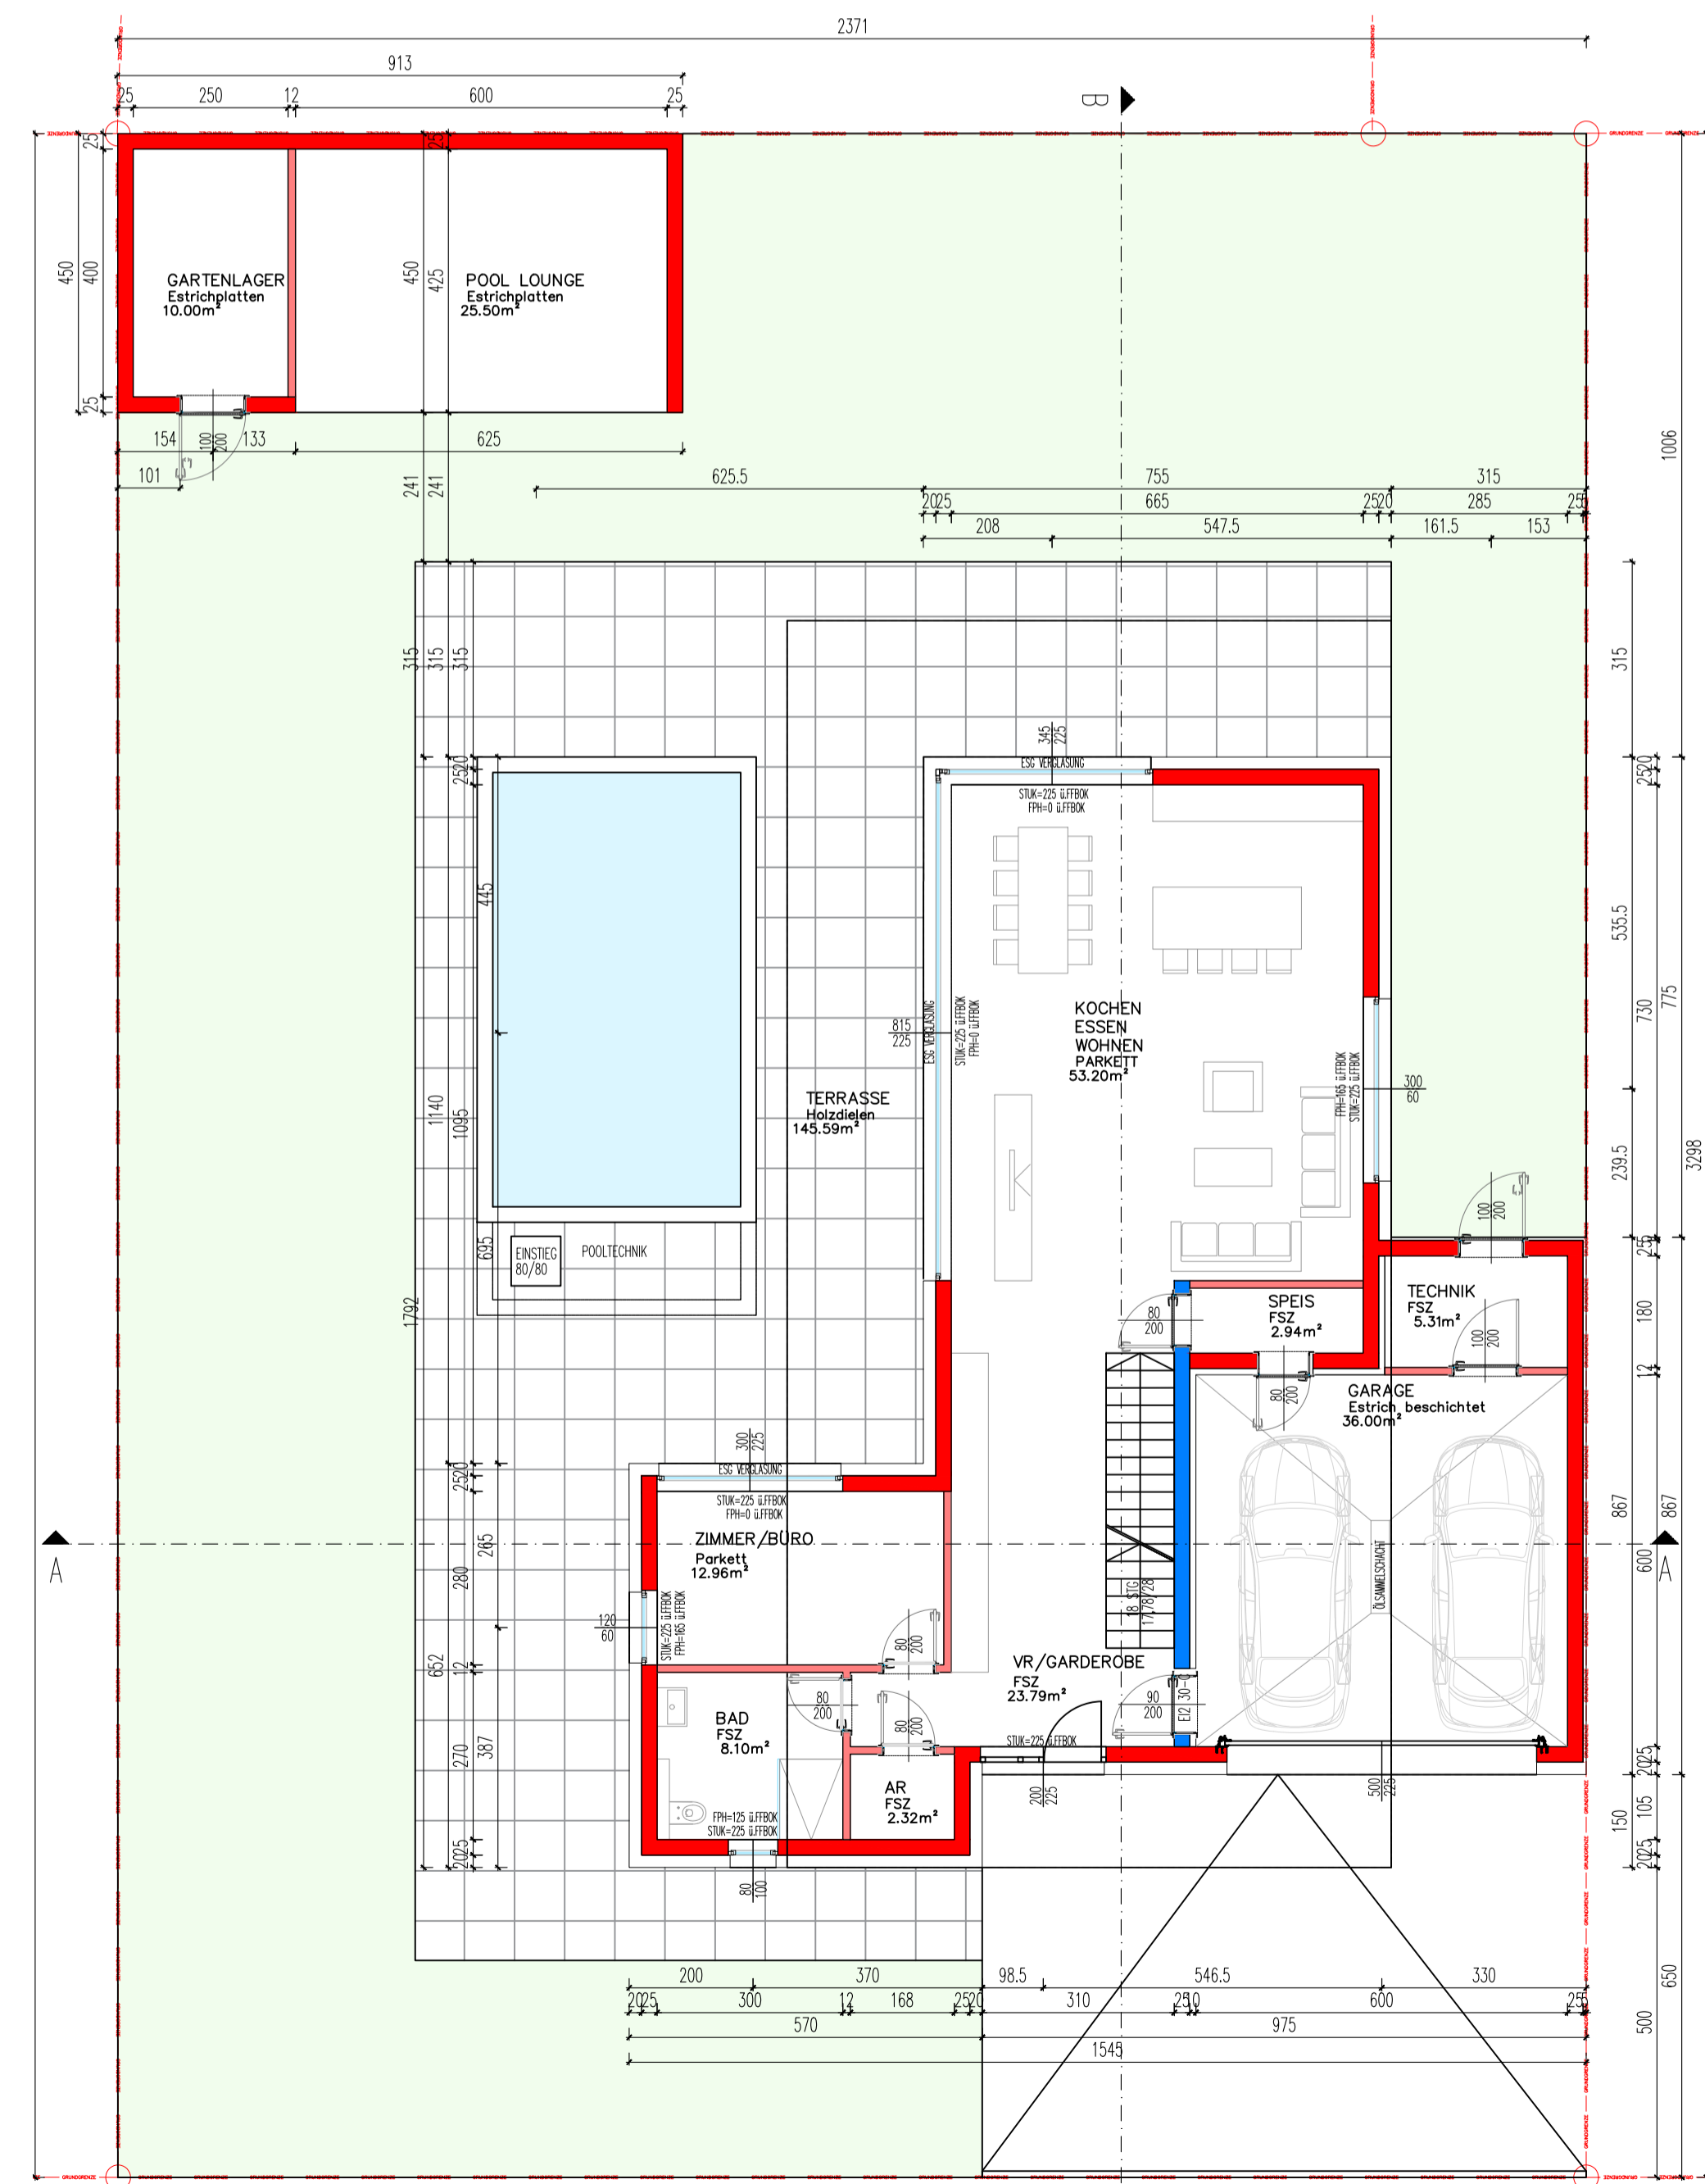 2371
913
25 250 12 600 25
B
GRUNDGRENZE
25
450 400 450 425
25
1006
GARTENLAGER
Estrichplatten
10.00m²
POOL LOUNGE
Estrichplatten
25.50m²
25
154 100 133 625
200
101
241 241
625.5 755 315
20 25 665 25 20 285 25
208 547.5 161.5 153
315 315 315
315
345
225
ESG VERGLASUNG
STUK=225 ü.FFBOK
FPH=0 ü.FFBOK
25 20
25 20
445
535.5
775
730
815
225
ESG VERGLASUNG
STUK=225 ü.FFBOK
FPH=0 ü.FFBOK
KOCHEN
ESSEN
WOHNEN
PARKETT
53.20m²
FPH=165 ü.FFBOK
STUK=225 ü.FFBOK
300
60
TERRASSE
Holzdielen
145.59m²
1140 1095
239.5
3298
100
200
695
EINSTIEG
80/80
POOLTECHNIK
1792
80
200
SPEIS
FSZ
2.94m²
TECHNIK
FSZ
5.31m²
100
200
25
180
12
80
200
GARAGE
Estrich beschichtet
36.00m²
300
225
ESG VERGLASUNG
STUK=225 ü.FFBOK
FPH=0 ü.FFBOK
25 20
265
280
867 867
600
A
A
ZIMMER/BÜRO
Parkett
12.96m²
ÖLSAMMELSCHACHT
18 STG
17,78/28
120
60
STUK=225 ü.FFBOK
FPH=165 ü.FFBOK
80
200
652 12
VR/GARDEROBE
FSZ
23.79m²
80
200
80
200
90
200
EI2 30-C
BAD
FSZ
8.10m²
STUK=225 ü.FFBOK
270 387
AR
FSZ
2.32m²
FPH=125 ü.FFBOK
STUK=225 ü.FFBOK
200
225
500
225
20 25
150 105
20 25
20 25
80
100
200 370 98.5 546.5 330
20 25 300 12 168 25 20 310 25 10 600 25
570 975
1545
650
500
GRUNDGRENZE